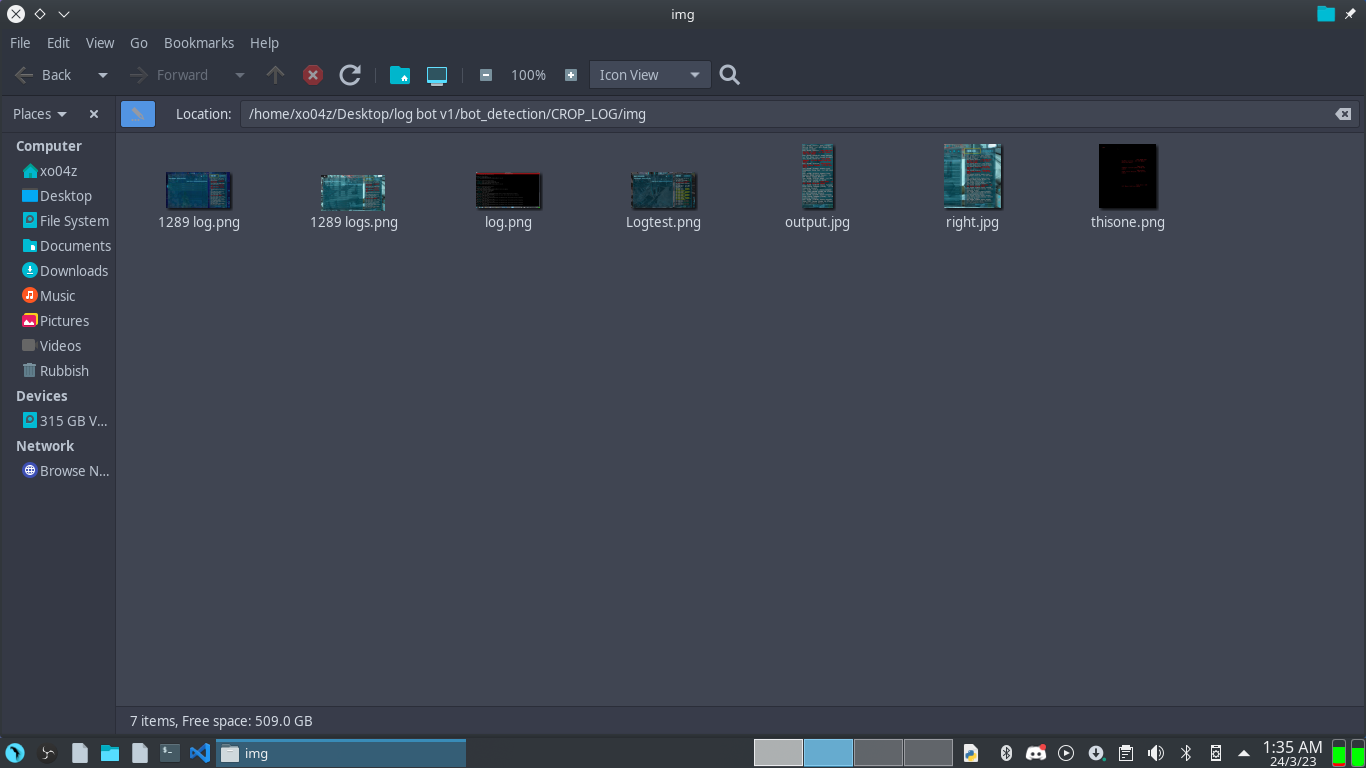 img
File Edit View Go Bookmarks Help
Back Forward 100% Icon View
Places Location: /home/xo04z/Desktop/log bot v1/bot_detection/CROP_LOG/img
Computer
xo04z
Desktop
File System
Documents
Downloads
Music
Pictures
Videos
Rubbish
Devices
315 GB V...
Network
Browse N...
1289 log.png 1289 logs.png log.png Logtest.png output.jpg right.jpg thisone.png
7 items, Free space: 509.0 GB
img
1:35 AM
24/3/23